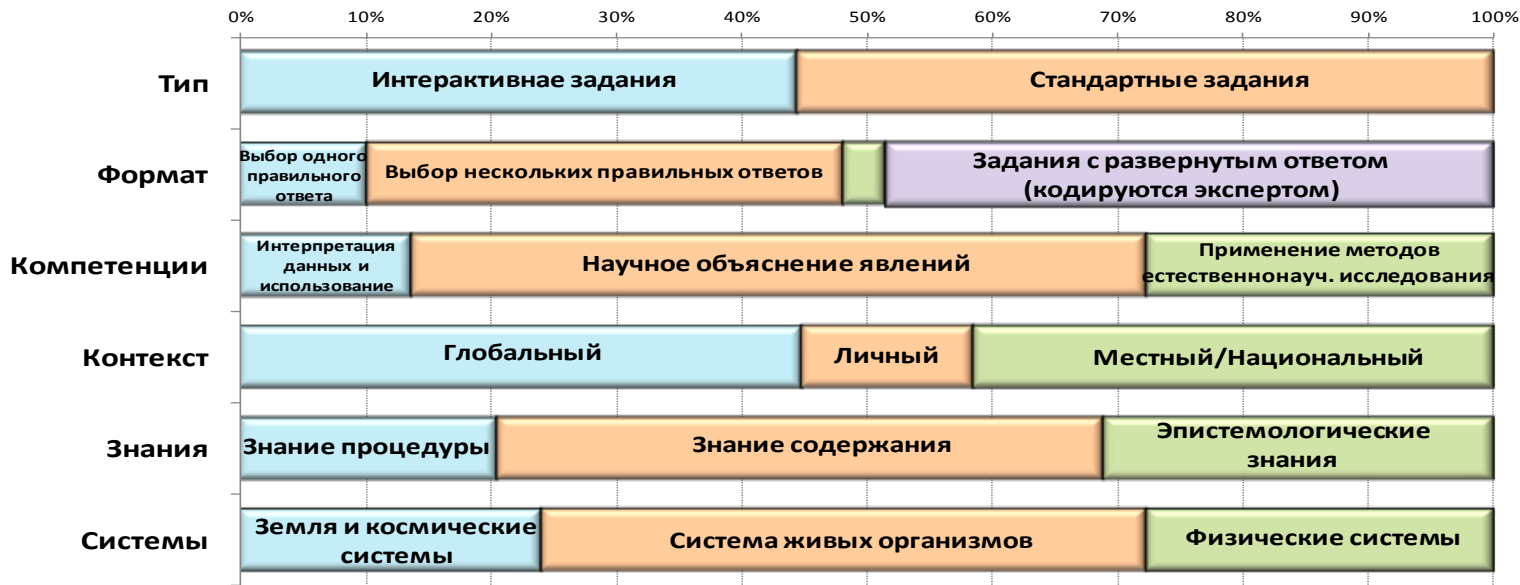 0% 10% 20% 30% 40% 50% 60% 70% 80% 90% 100%
Тип
Интерактивнае задания
Стандартные задания
Формат
Выбор одного
правильного
ответа
Выбор нескольких правильных ответов
Задания с развернутым ответом
(кодируются экспертом)
Компетенции
Интерпретация
данных и
использование
Научное объяснение явлений
Применение методов
естественнонауч. исследования
Контекст
Глобальный
Личный
Местный/Национальный
Знания
Знание процедуры
Знание содержания
Эпистемологические
знания
Системы
Земля и космические
системы
Система живых организмов
Физические системы